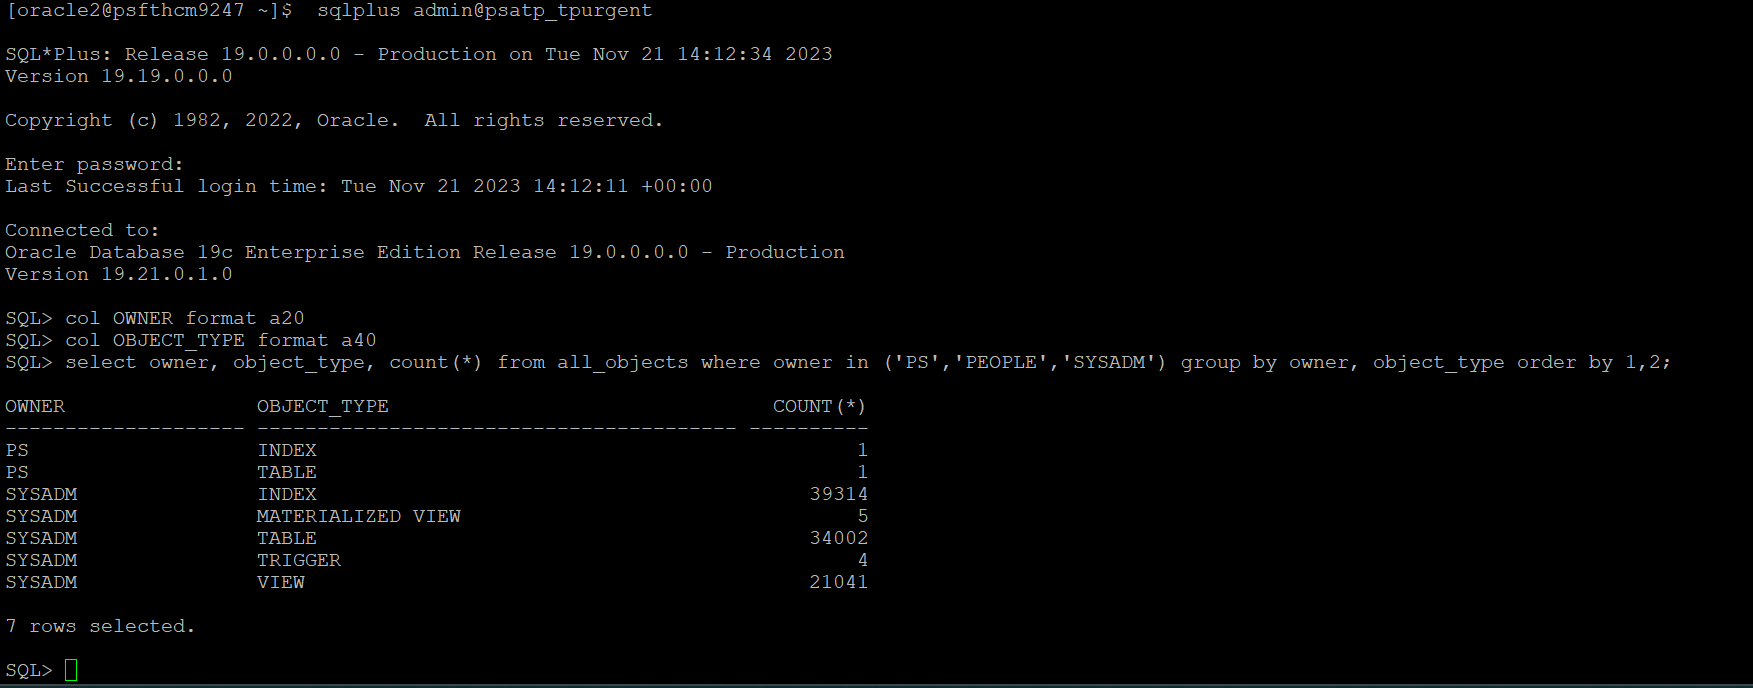 [oracle2@psfthcm9247 ~]$  sqlplus admin@psatp_tpurgent
SQL*Plus: Release 19.0.0.0.0 - Production on Tue Nov 21 14:12:34 2023
Version 19.19.0.0.0
Copyright (c) 1982, 2022, Oracle.  All rights reserved.
Enter password:
Last Successful login time: Tue Nov 21 2023 14:12:11 +00:00
Connected to:
Oracle Database 19c Enterprise Edition Release 19.0.0.0.0 - Production
Version 19.21.0.1.0
SQL> col OWNER format a20
SQL> col OBJECT_TYPE format a40
SQL> select owner, object_type, count(*) from all_objects where owner in ('PS','PEOPLE','SYSADM') group by owner, object_type order by 1,2;
OWNER                OBJECT_TYPE                                COUNT(*)
-------------------- ---------------------------------------- ----------
PS                   INDEX                                             1
PS                   TABLE                                             1
SYSADM               INDEX                                         39314
SYSADM               MATERIALIZED VIEW                                 5
SYSADM               TABLE                                         34002
SYSADM               TRIGGER                                           4
SYSADM               VIEW                                          21041
7 rows selected.
SQL>